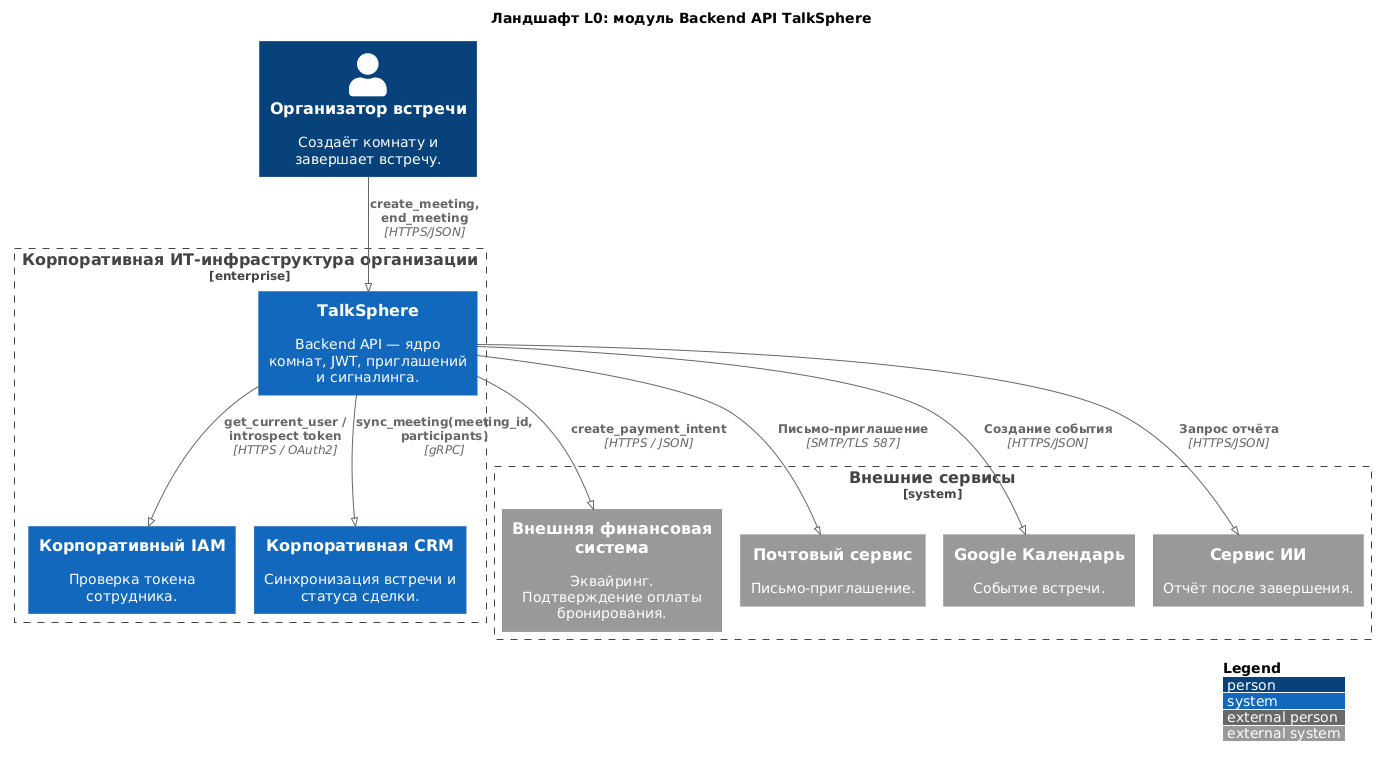 Ландшафт L0: модуль Backend API TalkSphere
Организатор встречи
Создаёт комнату и
завершает встречу.
create_meeting,
end_meeting
[HTTPS/JSON]
Корпоративная ИТ-инфраструктура организации
[enterprise]
TalkSphere
Backend API — ядро
комнат, JWT, приглашений
и сигналинга.
get_current_user /
introspect token
[HTTPS / OAuth2]
sync_meeting(meeting_id,
participants)
[gRPC]
create_payment_intent
[HTTPS / JSON]
Письмо-приглашение
[SMTP/TLS 587]
Создание события
[HTTPS/JSON]
Запрос отчёта
[HTTPS/JSON]
Внешние сервисы
[system]
Корпоративный IAM
Проверка токена
сотрудника.
Корпоративная CRM
Синхронизация встречи и
статуса сделки.
Внешняя финансовая
система
Эквайринг.
Подтверждение оплаты
бронирования.
Почтовый сервис
Письмо-приглашение.
Google Календарь
Событие встречи.
Сервис ИИ
Отчёт после завершения.
Legend
person
system
external person
external system